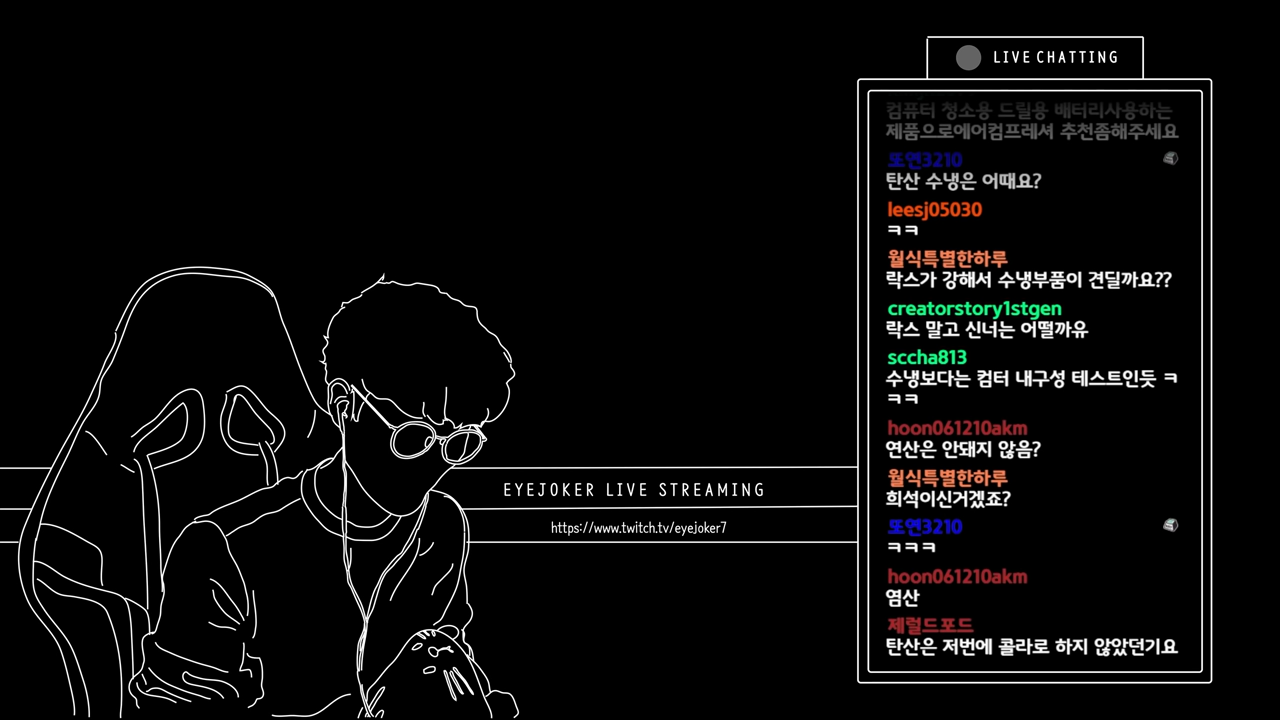 LIVE CHATTING
컴퓨터 청소용 드릴용 배터리사용하는
제품으로에어컴프레셔 추천좀해주세요
또연3210
탄산 수냉은 어때요?
leesj05030
ㅋㅋ
월식특별한하루
락스가 강해서 수냉부품이 견딜까요??
creatorstory1stgen
락스 말고 신너는 어떨까유
sccha813
수냉보다는 컴터 내구성 테스트인듯 ㅋ
ㅋㅋ
hoon061210akm
연산은 안돼지 않음?
월식특별한하루
희석이신거겠죠?
또연3210
ㅋㅋㅋ
hoon061210akm
염산
제럴드포드
탄산은 저번에 콜라로 하지 않았던기요
EYEJOKER LIVE STREAMING
https://www.twitch.tv/eyejoker7